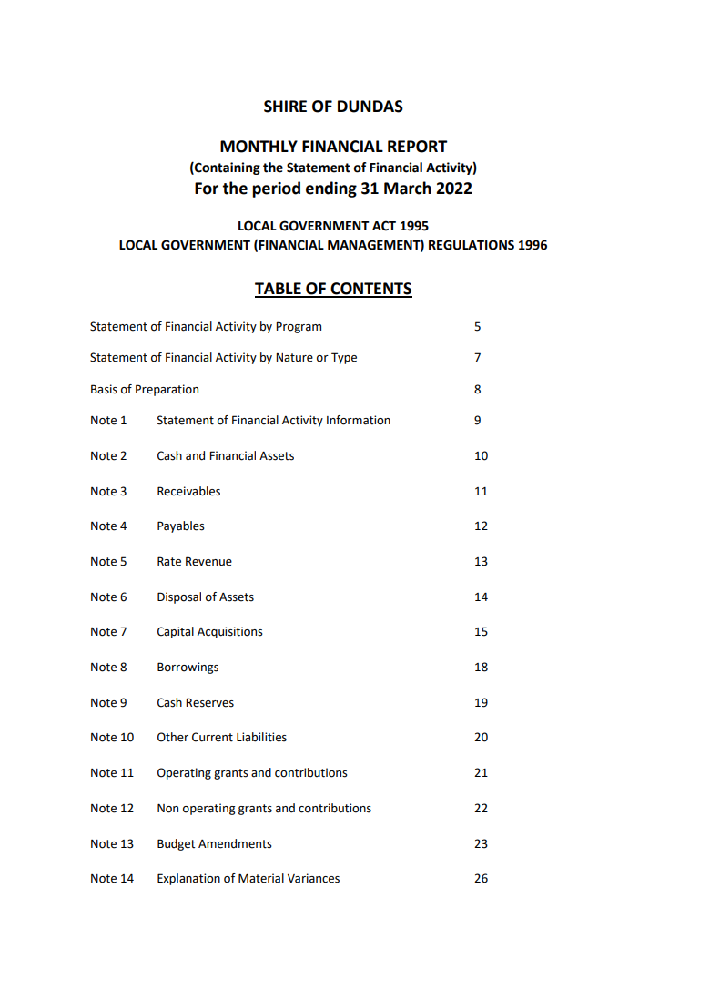 SHIRE OF DUNDAS
MONTHLY FINANCIAL REPORT
(Containing the Statement of Financial Activity)
For the period ending 31 March 2022
LOCAL GOVERNMENT ACT 1995
LOCAL GOVERNMENT (FINANCIAL MANAGEMENT) REGULATIONS 1996
TABLE OF CONTENTS
Statement of Financial Activity by Program 5
Statement of Financial Activity by Nature or Type 7
Basis of Preparation 8
Note 1 Statement of Financial Activity Information 9
Note 2 Cash and Financial Assets 10
Note 3 Receivables 11
Note 4 Payables 12
Note 5 Rate Revenue 13
Note 6 Disposal of Assets 14
Note 7 Capital Acquisitions 15
Note 8 Borrowings 18
Note 9 Cash Reserves 19
Note 10 Other Current Liabilities 20
Note 11 Operating grants and contributions 21
Note 12 Non operating grants and contributions 22
Note 13 Budget Amendments 23
Note 14 Explanation of Material Variances 26